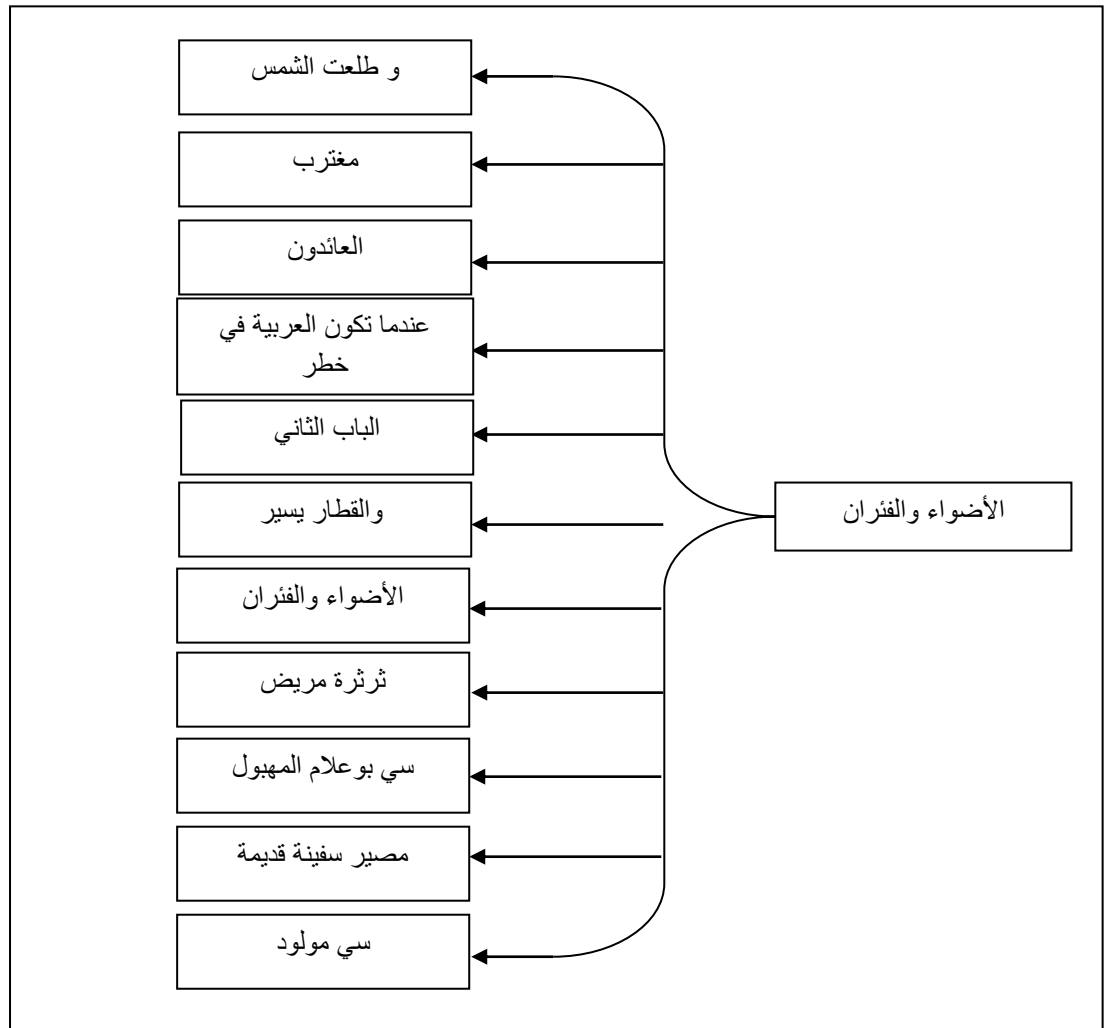 و طلعت الشمس
مغترب
العائدون
عندما تكون العربية في
خطر
الباب الثاني
والقطار يسير
الأضواء والفئران
الأضواء والفئران
ثرثرة مريض
سي بوعلام المهبول
مصير سفينة قديمة
سي مولود